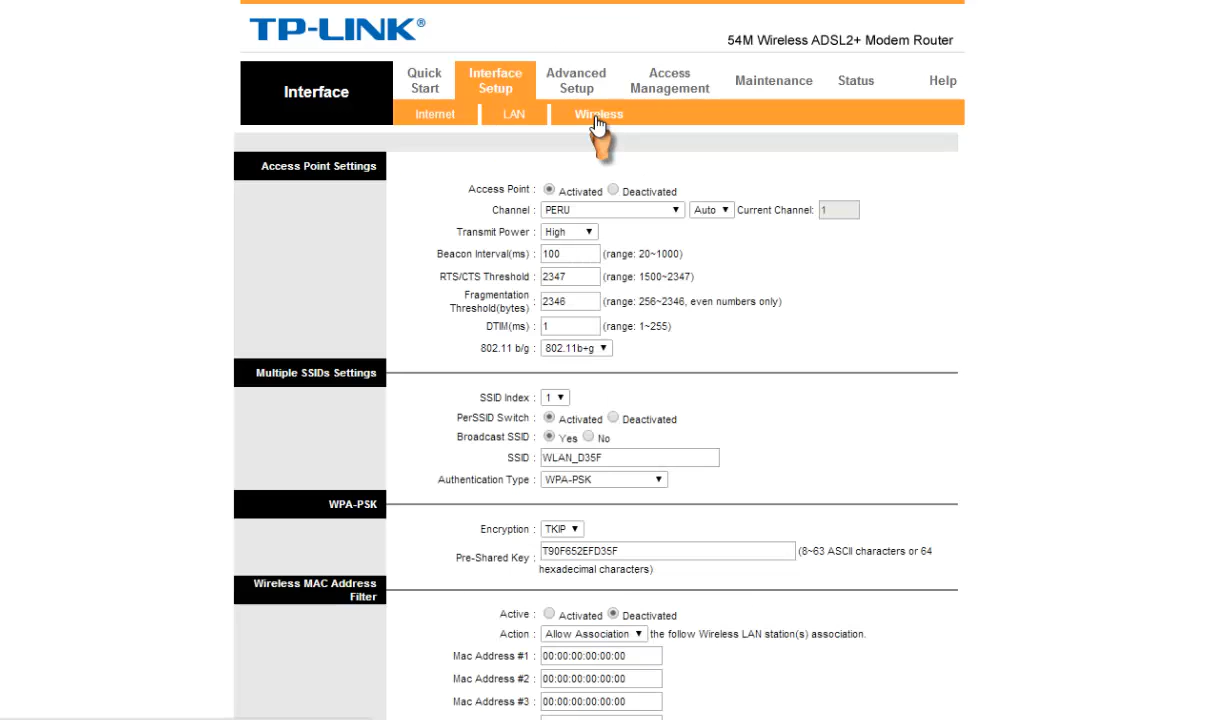 TP-LINK®
54M Wireless ADSL2+ Modem Router
Interface
Quick Start
Interface Setup
Advanced Setup
Access Management
Maintenance
Status
Help
Internet
LAN
Wireless
Access Point Settings
Access Point : Activated Deactivated
Channel : PERU Auto Current Channel: 1
Transmit Power : High
Beacon Interval(ms) : 100 (range: 20~1000)
RTS/CTS Threshold : 2347 (range: 1500~2347)
Fragmentation
Threshold(bytes) : 2346 (range: 256~2346, even numbers only)
DTIM(ms) : 1 (range: 1~255)
802.11 b/g : 802.11b+g
Multiple SSIDs Settings
SSID Index : 1
PerSSID Switch : Activated Deactivated
Broadcast SSID : Yes No
SSID : WLAN_D35F
Authentication Type : WPA-PSK
WPA-PSK
Encryption : TKIP
Pre-Shared Key : T90F652EFD35F (8~63 ASCII characters or 64
hexadecimal characters)
Wireless MAC Address
Filter
Active : Activated Deactivated
Action : Allow Association the follow Wireless LAN station(s) association.
Mac Address #1 : 00:00:00:00:00:00
Mac Address #2 : 00:00:00:00:00:00
Mac Address #3 : 00:00:00:00:00:00